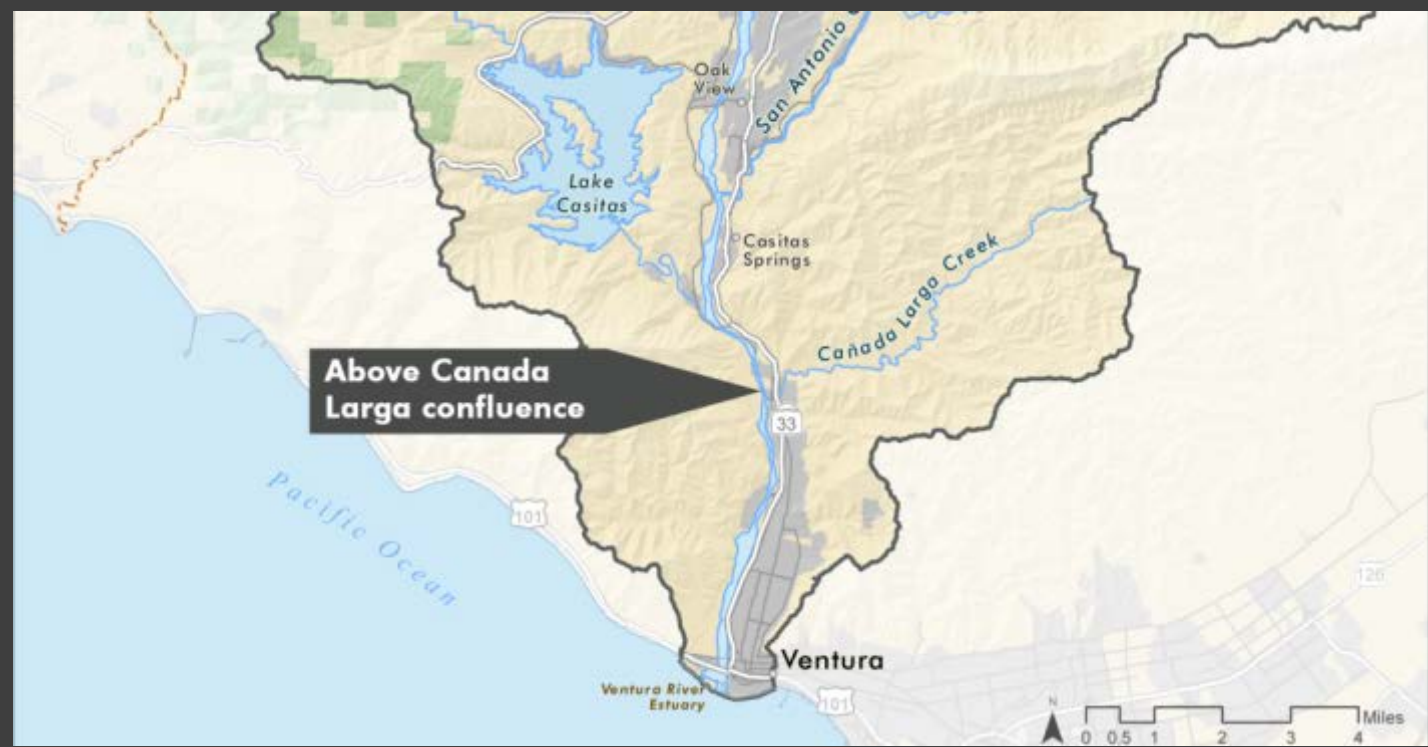 Oak
View
San Antonio
Lake
Casitas
Casitas
Springs
Cañada Larga Creek
Above Canada
Larga confluence
33
Pacific Ocean
101
126
Ventura
Ventura River
Estuary
101
N
Miles
0 0.5 1 2 3 4